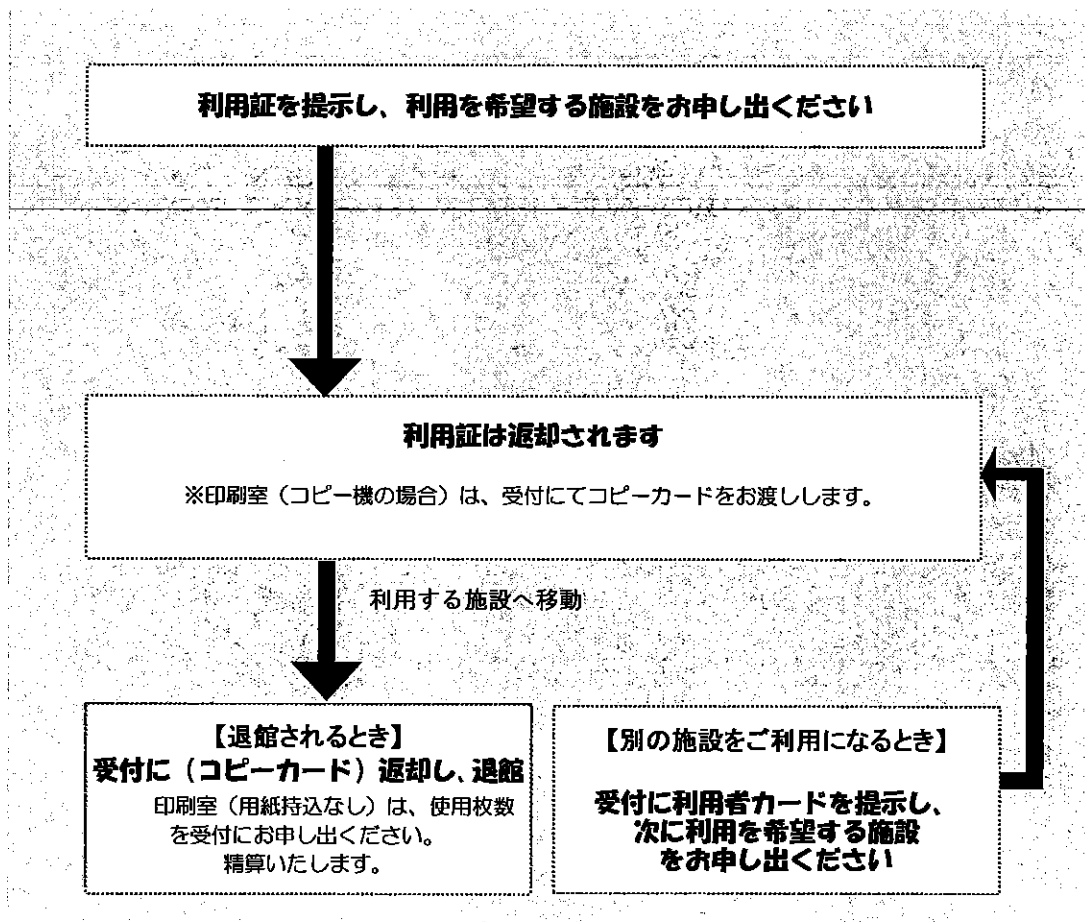 利用証を提示し、利用を希望する施設をお申し出ください
利用証は返却されます
※印刷室（コピー機の場合）は、受付にてコピーカードをお渡しします。
利用する施設へ移動
【退館されるとき】
受付に（コピーカード）返却し、退館
印刷室（用紙持込なし）は、使用枚数
を受付にお申し出ください。
精算いたします。
【別の施設をご利用になるとき】
受付に利用者カードを提示し、
次に利用を希望する施設
をお申し出ください